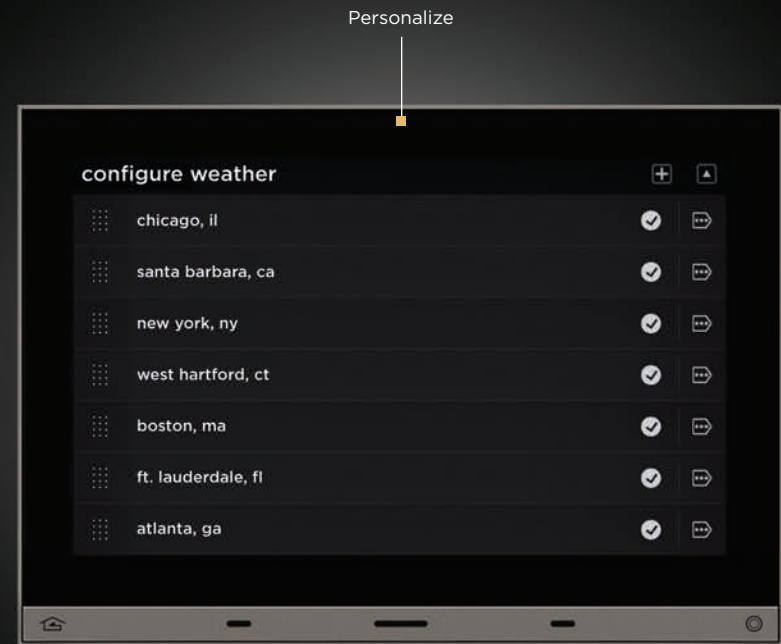 Personalize
configure weather
chicago, il
santa barbara, ca
new york, ny
west hartford, ct
boston, ma
ft. lauderdale, fl
atlanta, ga